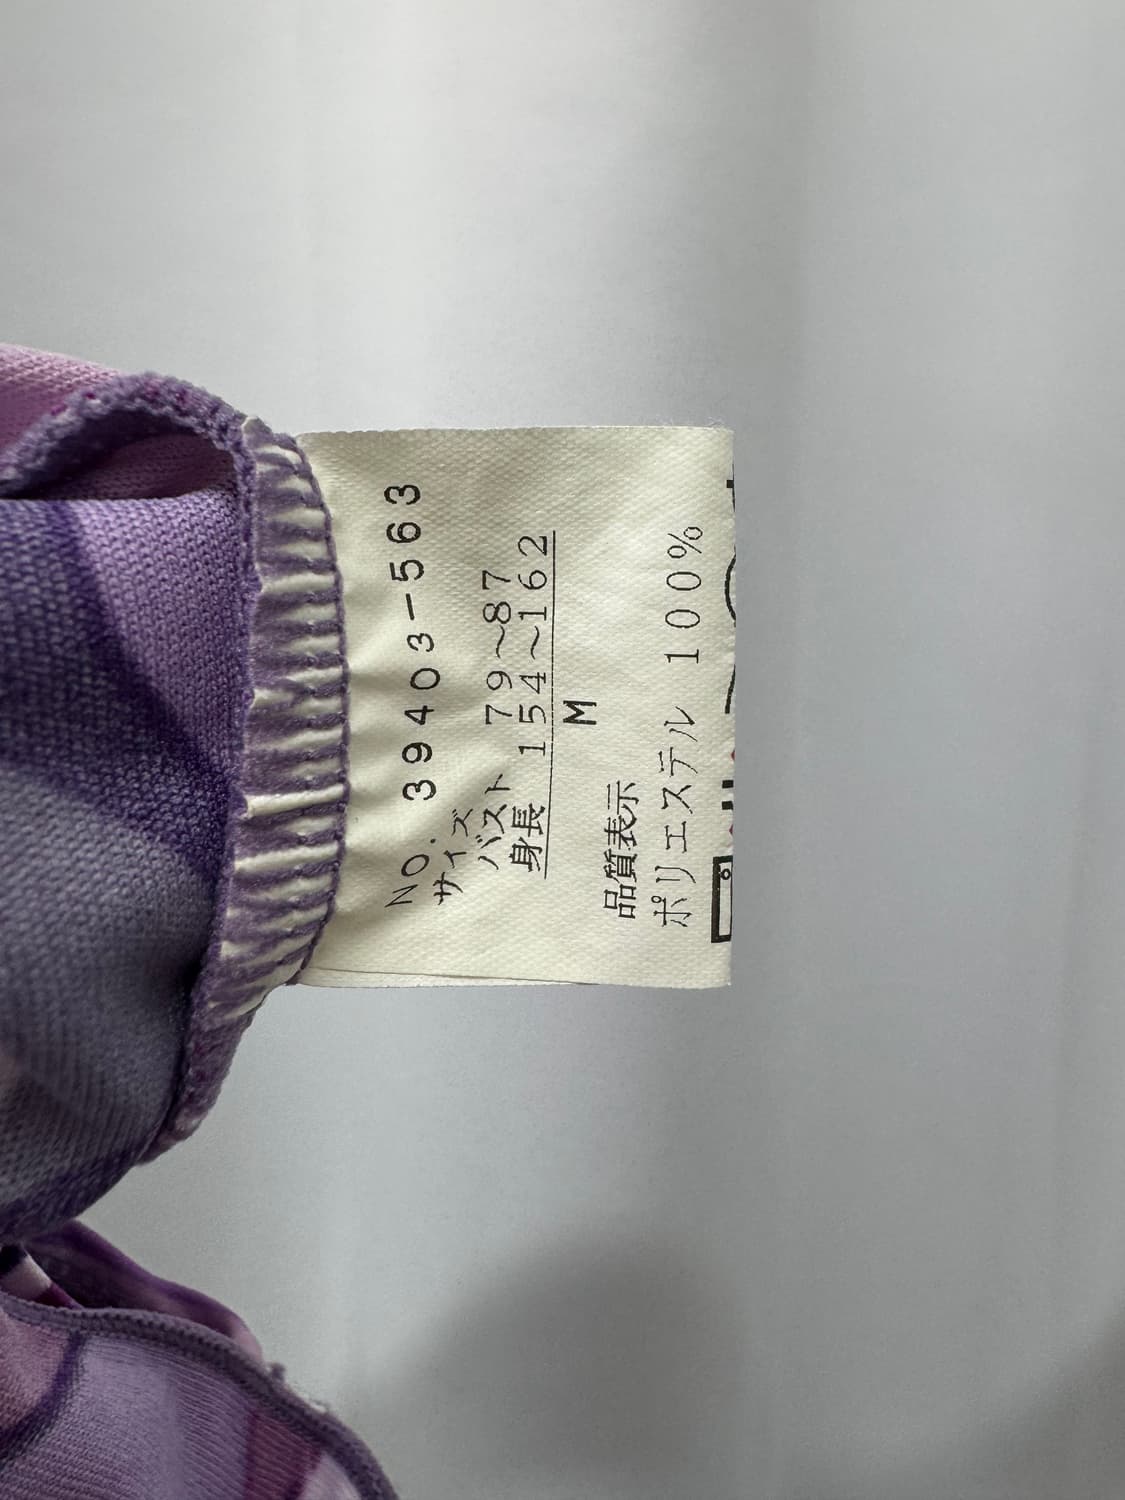 NO. 39403-563
サイズ
バスト 79〜87
身長 154〜162
M
品質表示
ポリエステル 100%